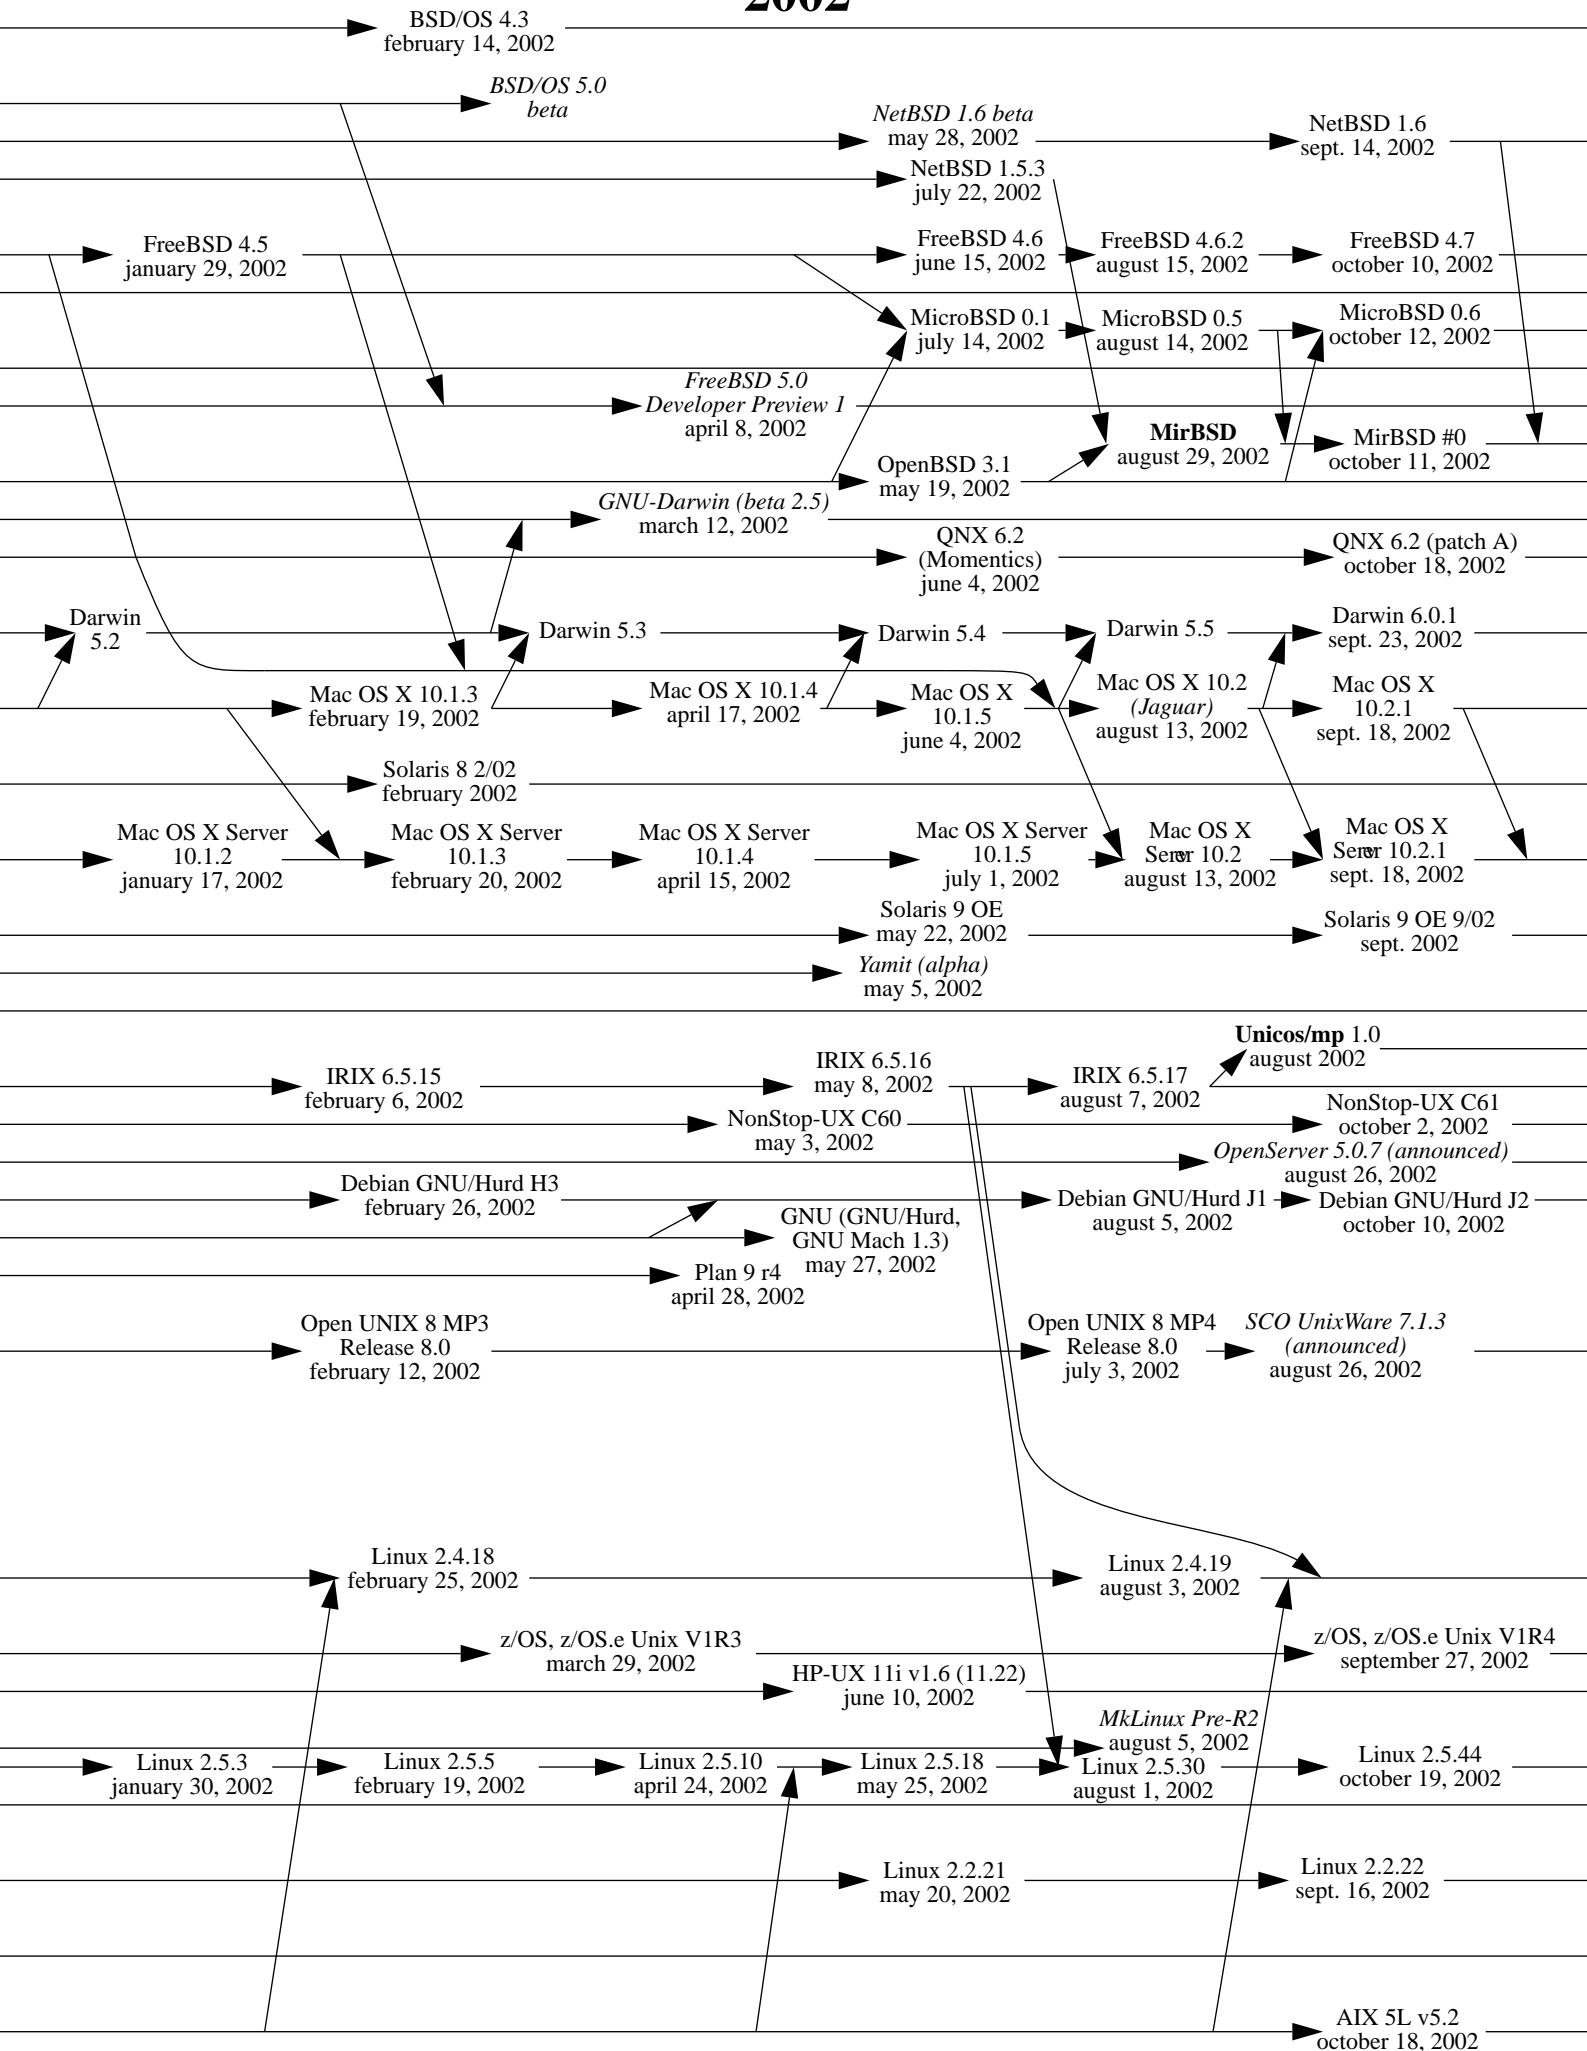 2002
BSD/OS 4.3
february 14, 2002
BSD/OS 5.0
beta
NetBSD 1.6 beta
may 28, 2002
NetBSD 1.6
sept. 14, 2002
NetBSD 1.5.3
july 22, 2002
FreeBSD 4.5
january 29, 2002
FreeBSD 4.6
june 15, 2002
FreeBSD 4.6.2
august 15, 2002
FreeBSD 4.7
october 10, 2002
MicroBSD 0.1
july 14, 2002
MicroBSD 0.5
august 14, 2002
MicroBSD 0.6
october 12, 2002
FreeBSD 5.0
Developer Preview 1
april 8, 2002
MirBSD
august 29, 2002
MirBSD #0
october 11, 2002
OpenBSD 3.1
may 19, 2002
GNU-Darwin (beta 2.5)
march 12, 2002
QNX 6.2
(Momentics)
june 4, 2002
QNX 6.2 (patch A)
october 18, 2002
Darwin
5.2
Darwin 5.3
Darwin 5.4
Darwin 5.5
Darwin 6.0.1
sept. 23, 2002
Mac OS X 10.1.3
february 19, 2002
Mac OS X 10.1.4
april 17, 2002
Mac OS X
10.1.5
june 4, 2002
Mac OS X 10.2
(Jaguar)
august 13, 2002
Mac OS X
10.2.1
sept. 18, 2002
Solaris 8 2/02
february 2002
Mac OS X Server
10.1.2
january 17, 2002
Mac OS X Server
10.1.3
february 20, 2002
Mac OS X Server
10.1.4
april 15, 2002
Mac OS X Server
10.1.5
july 1, 2002
Mac OS X
Server 10.2
august 13, 2002
Mac OS X
Server 10.2.1
sept. 18, 2002
Solaris 9 OE
may 22, 2002
Solaris 9 OE 9/02
sept. 2002
Yamit (alpha)
may 5, 2002
Unicos/mp 1.0
august 2002
IRIX 6.5.15
february 6, 2002
IRIX 6.5.16
may 8, 2002
IRIX 6.5.17
august 7, 2002
NonStop-UX C60
may 3, 2002
NonStop-UX C61
october 2, 2002
OpenServer 5.0.7 (announced)
august 26, 2002
Debian GNU/Hurd H3
february 26, 2002
Debian GNU/Hurd J1
august 5, 2002
Debian GNU/Hurd J2
october 10, 2002
GNU (GNU/Hurd,
GNU Mach 1.3)
may 27, 2002
Plan 9 r4
april 28, 2002
Open UNIX 8 MP3
Release 8.0
february 12, 2002
Open UNIX 8 MP4
Release 8.0
july 3, 2002
SCO UnixWare 7.1.3
(announced)
august 26, 2002
Linux 2.4.18
february 25, 2002
Linux 2.4.19
august 3, 2002
z/OS, z/OS.e Unix V1R3
march 29, 2002
z/OS, z/OS.e Unix V1R4
september 27, 2002
HP-UX 11i v1.6 (11.22)
june 10, 2002
MkLinux Pre-R2
august 5, 2002
Linux 2.5.3
january 30, 2002
Linux 2.5.5
february 19, 2002
Linux 2.5.10
april 24, 2002
Linux 2.5.18
may 25, 2002
Linux 2.5.30
august 1, 2002
Linux 2.5.44
october 19, 2002
Linux 2.2.21
may 20, 2002
Linux 2.2.22
sept. 16, 2002
AIX 5L v5.2
october 18, 2002